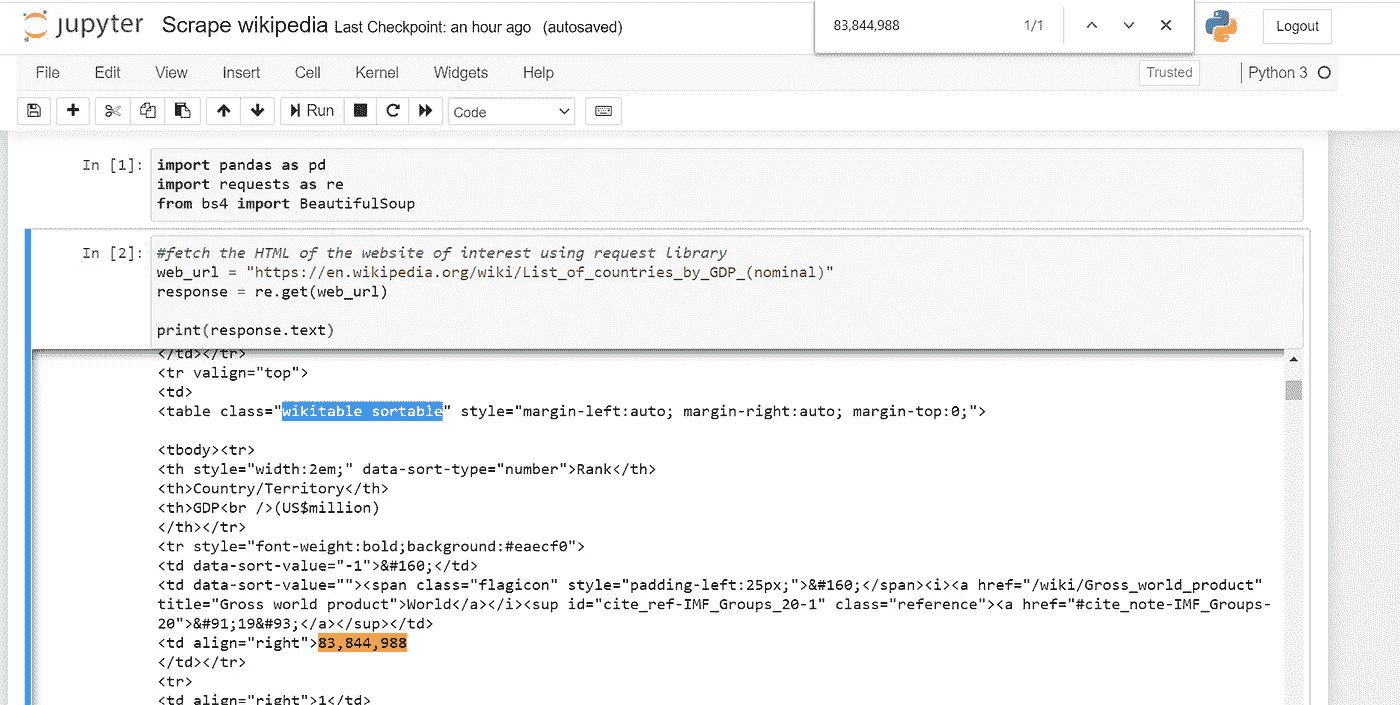 jupyter Scrape wikipedia Last Checkpoint: an hour ago (autosaved)
83,844,988 1/1
Logout
File Edit View Insert Cell Kernel Widgets Help
Trusted Python 3
Run Code
In [1]: import pandas as pd
import requests as re
from bs4 import BeautifulSoup
In [2]: #fetch the HTML of the website of interest using request library
web_url = "https://en.wikipedia.org/wiki/List_of_countries_by_GDP_(nominal)"
response = re.get(web_url)
print(response.text)
</td></tr>
<tr valign="top">
<td>
<table class="wikitable sortable" style="margin-left:auto; margin-right:auto; margin-top:0;">
<tbody><tr>
<th style="width:2em;" data-sort-type="number">Rank</th>
<th>Country/Territory</th>
<th>GDP<br />(US$million)
</th></tr>
<tr style="font-weight:bold;background:#eaecf0">
<td data-sort-value="-1">&#160;</td>
<td data-sort-value=""><span class="flagicon" style="padding-left:25px;">&#160;</span><i><a href="/wiki/Gross_world_product"
title="Gross world product">World</a></i><sup id="cite_ref-IMF_Groups_20-1" class="reference"><a href="#cite_note-IMF_Groups-
20">&#91;19&#93;</a></sup></td>
<td align="right">83,844,988
</td></tr>
<tr>
<td align="right">1</td>